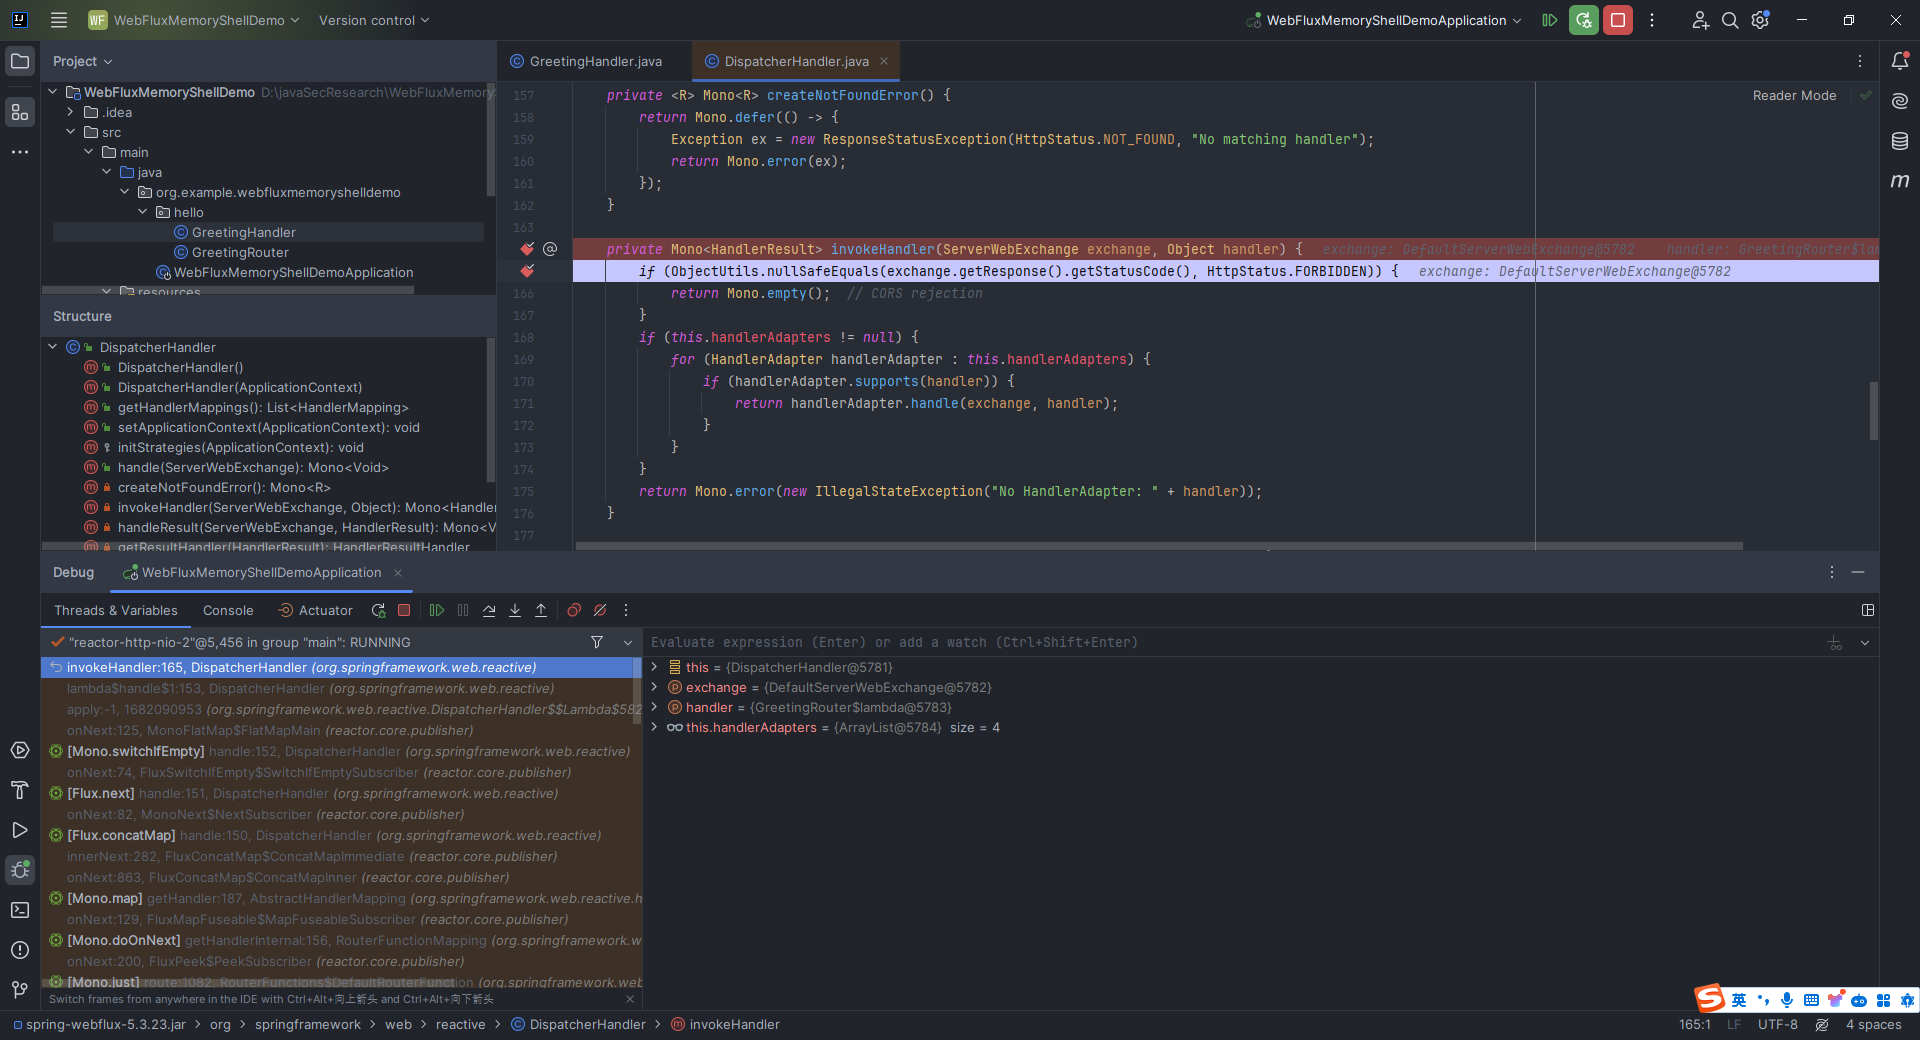 WF WebFluxMemoryShellDemo Version control WebFluxMemoryShellDemoApplication
Project
WebFluxMemoryShellDemo D:\javaSecResearch\WebFluxMemory
.idea
src
main
java
org.example.webfluxmemoryshelldemo
hello
GreetingHandler
GreetingRouter
WebFluxMemoryShellDemoApplication
resources
Structure
DispatcherHandler
DispatcherHandler()
DispatcherHandler(ApplicationContext)
getHandlerMappings(): List<HandlerMapping>
setApplicationContext(ApplicationContext): void
initStrategies(ApplicationContext): void
handle(ServerWebExchange): Mono<Void>
createNotFoundError(): Mono<R>
invokeHandler(ServerWebExchange, Object): Mono<Handler
handleResult(ServerWebExchange, HandlerResult): Mono<V
getResultHandler(HandlerResult): HandlerResultHandler
GreetingHandler.java DispatcherHandler.java
Reader Mode
157 private <R> Mono<R> createNotFoundError() {
158 return Mono.defer(() -> {
159 Exception ex = new ResponseStatusException(HttpStatus.NOT_FOUND, "No matching handler");
160 return Mono.error(ex);
161 });
162 }
163
private Mono<HandlerResult> invokeHandler(ServerWebExchange exchange, Object handler) { exchange: DefaultServerWebExchange@5782 handler: GreetingRouter$lam
if (ObjectUtils.nullSafeEquals(exchange.getResponse().getStatusCode(), HttpStatus.FORBIDDEN)) { exchange: DefaultServerWebExchange@5782
166 return Mono.empty(); // CORS rejection
167 }
168 if (this.handlerAdapters != null) {
169 for (HandlerAdapter handlerAdapter : this.handlerAdapters) {
170 if (handlerAdapter.supports(handler)) {
171 return handlerAdapter.handle(exchange, handler);
172 }
173 }
174 }
175 return Mono.error(new IllegalStateException("No HandlerAdapter: " + handler));
176 }
177
Debug WebFluxMemoryShellDemoApplication
Threads & Variables Console Actuator
"reactor-http-nio-2"@5,456 in group "main": RUNNING
invokeHandler:165, DispatcherHandler (org.springframework.web.reactive)
lambda$handle$1:153, DispatcherHandler (org.springframework.web.reactive)
apply:-1, 1682090953 (org.springframework.web.reactive.DispatcherHandler$$Lambda$582
onNext:125, MonoFlatMap$FlatMapMain (reactor.core.publisher)
[Mono.switchIfEmpty] handle:152, DispatcherHandler (org.springframework.web.reactive)
onNext:74, FluxSwitchIfEmpty$SwitchIfEmptySubscriber (reactor.core.publisher)
[Flux.next] handle:151, DispatcherHandler (org.springframework.web.reactive)
onNext:82, MonoNext$NextSubscriber (reactor.core.publisher)
[Flux.concatMap] handle:150, DispatcherHandler (org.springframework.web.reactive)
innerNext:282, FluxConcatMap$ConcatMapImmediate (reactor.core.publisher)
onNext:863, FluxConcatMap$ConcatMapInner (reactor.core.publisher)
[Mono.map] getHandler:187, AbstractHandlerMapping (org.springframework.web.reactive.h
onNext:129, FluxMapFuseable$MapFuseableSubscriber (reactor.core.publisher)
[Mono.doOnNext] getHandlerInternal:156, RouterFunctionMapping (org.springframework.w
onNext:200, FluxPeek$PeekSubscriber (reactor.core.publisher)
[Mono.just] route:1082, RouterFunctions$DefaultRouterFunction (org.springframework.web
Switch frames from anywhere in the IDE with Ctrl+Alt+向上箭头 and Ctrl+Alt+向下箭头
Evaluate expression (Enter) or add a watch (Ctrl+Shift+Enter)
this = {DispatcherHandler@5781}
exchange = {DefaultServerWebExchange@5782}
handler = {GreetingRouter$lambda@5783}
this.handlerAdapters = {ArrayList@5784} size = 4
英
spring-webflux-5.3.23.jar org springframework web reactive DispatcherHandler invokeHandler 165:1 LF UTF-8 4 spaces